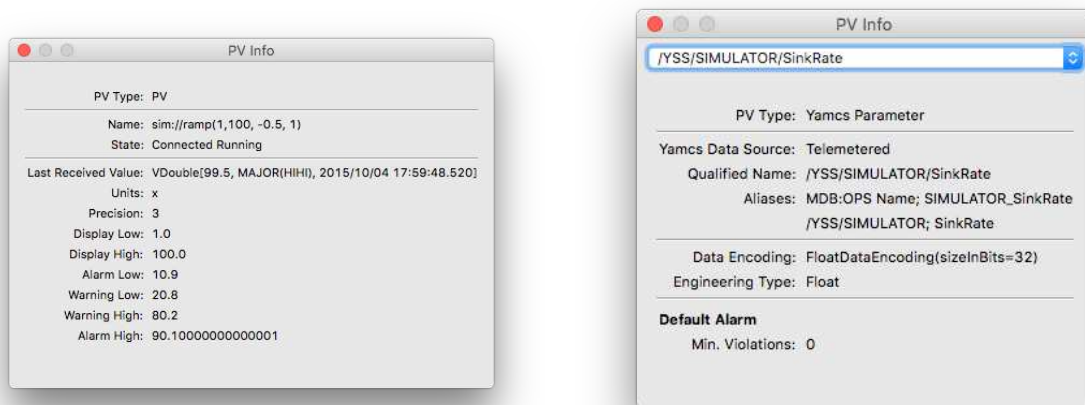 PV Info
PV Type: PV
Name: sim://ramp(1,100, -0.5, 1)
State: Connected Running
Last Received Value: VDouble[99.5, MAJOR(HIHI), 2015/10/04 17:59:48.520]
Units: x
Precision: 3
Display Low: 1.0
Display High: 100.0
Alarm Low: 10.9
Warning Low: 20.8
Warning High: 80.2
Alarm High: 90.10000000000001
PV Info
/YSS/SIMULATOR/SinkRate
PV Type: Yamcs Parameter
Yamcs Data Source: Telemetered
Qualified Name: /YSS/SIMULATOR/SinkRate
Aliases: MDB:OPS Name; SIMULATOR_SinkRate
/YSS/SIMULATOR; SinkRate
Data Encoding: FloatDataEncoding(sizeInBits=32)
Engineering Type: Float
Default Alarm
Min. Violations: 0